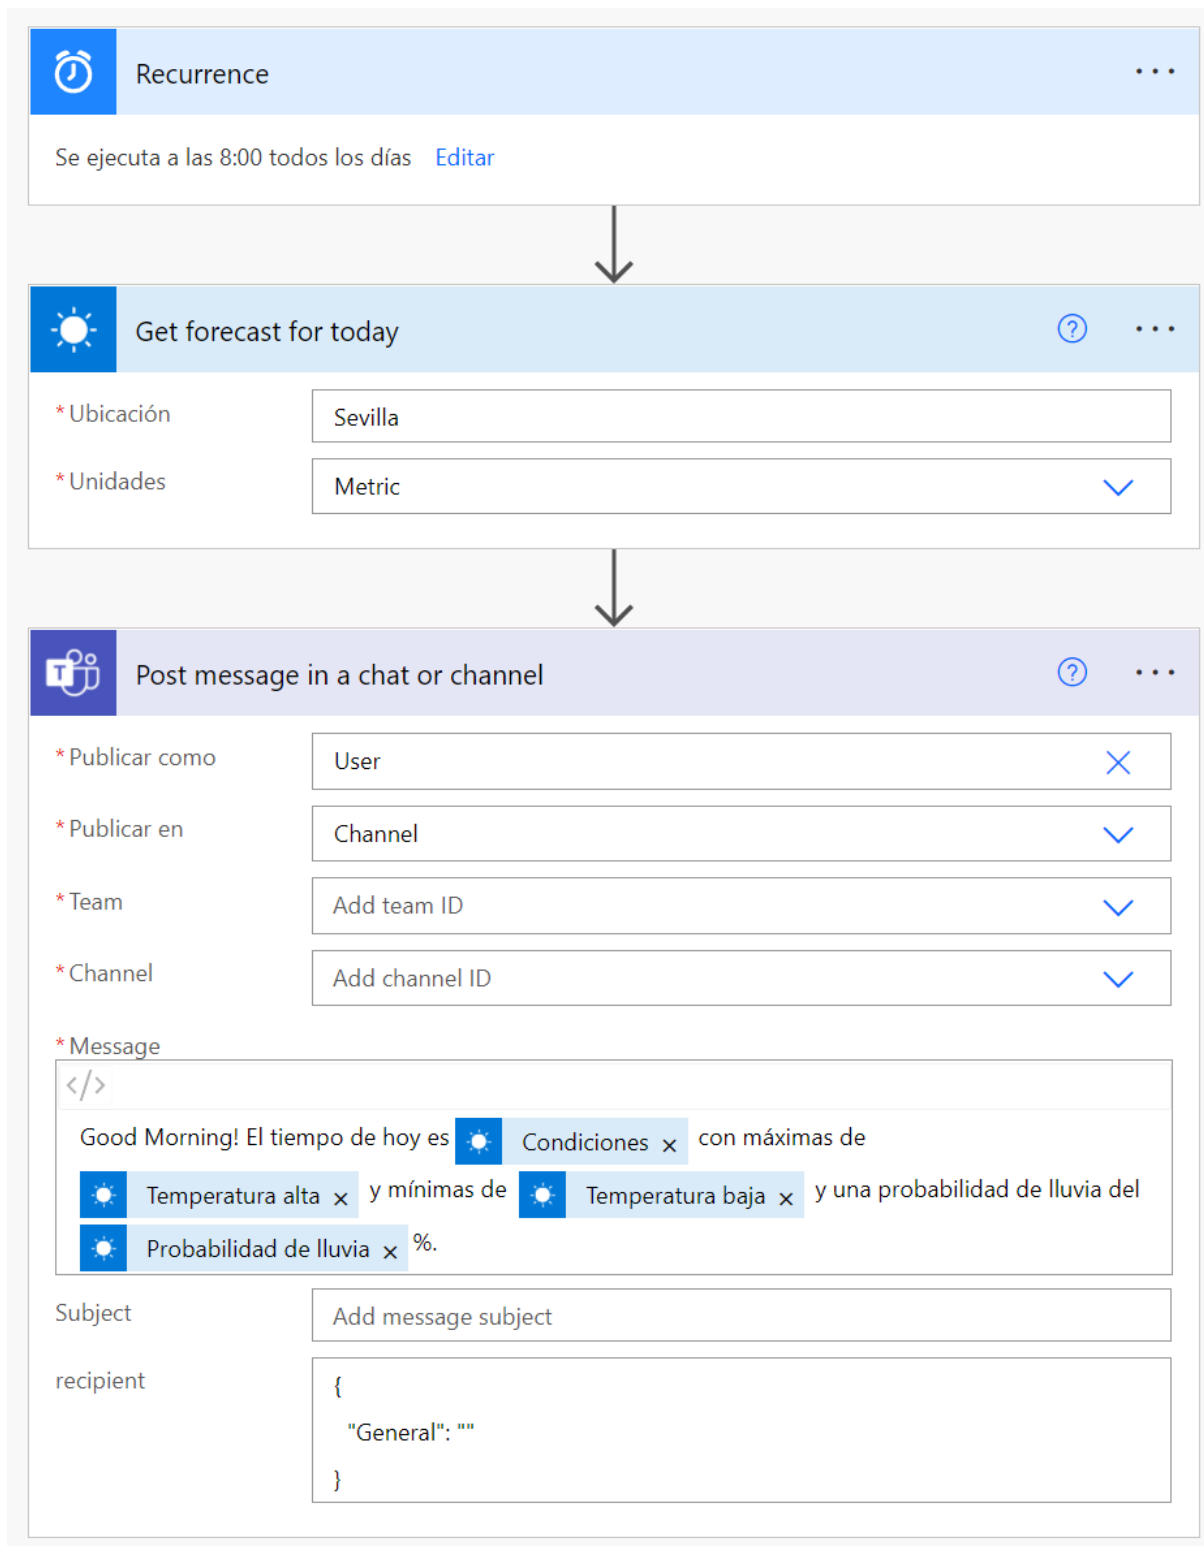 Recurrence
Se ejecuta a las 8:00 todos los días Editar
Get forecast for today
* Ubicación Sevilla
* Unidades Metric
Post message in a chat or channel
* Publicar como User
* Publicar en Channel
* Team Add team ID
* Channel Add channel ID
* Message
</>
Good Morning! El tiempo de hoy es Condiciones × con máximas de
Temperatura alta × y mínimas de Temperatura baja × y una probabilidad de lluvia del
Probabilidad de lluvia × %.
Subject Add message subject
recipient {
"General": ""
}